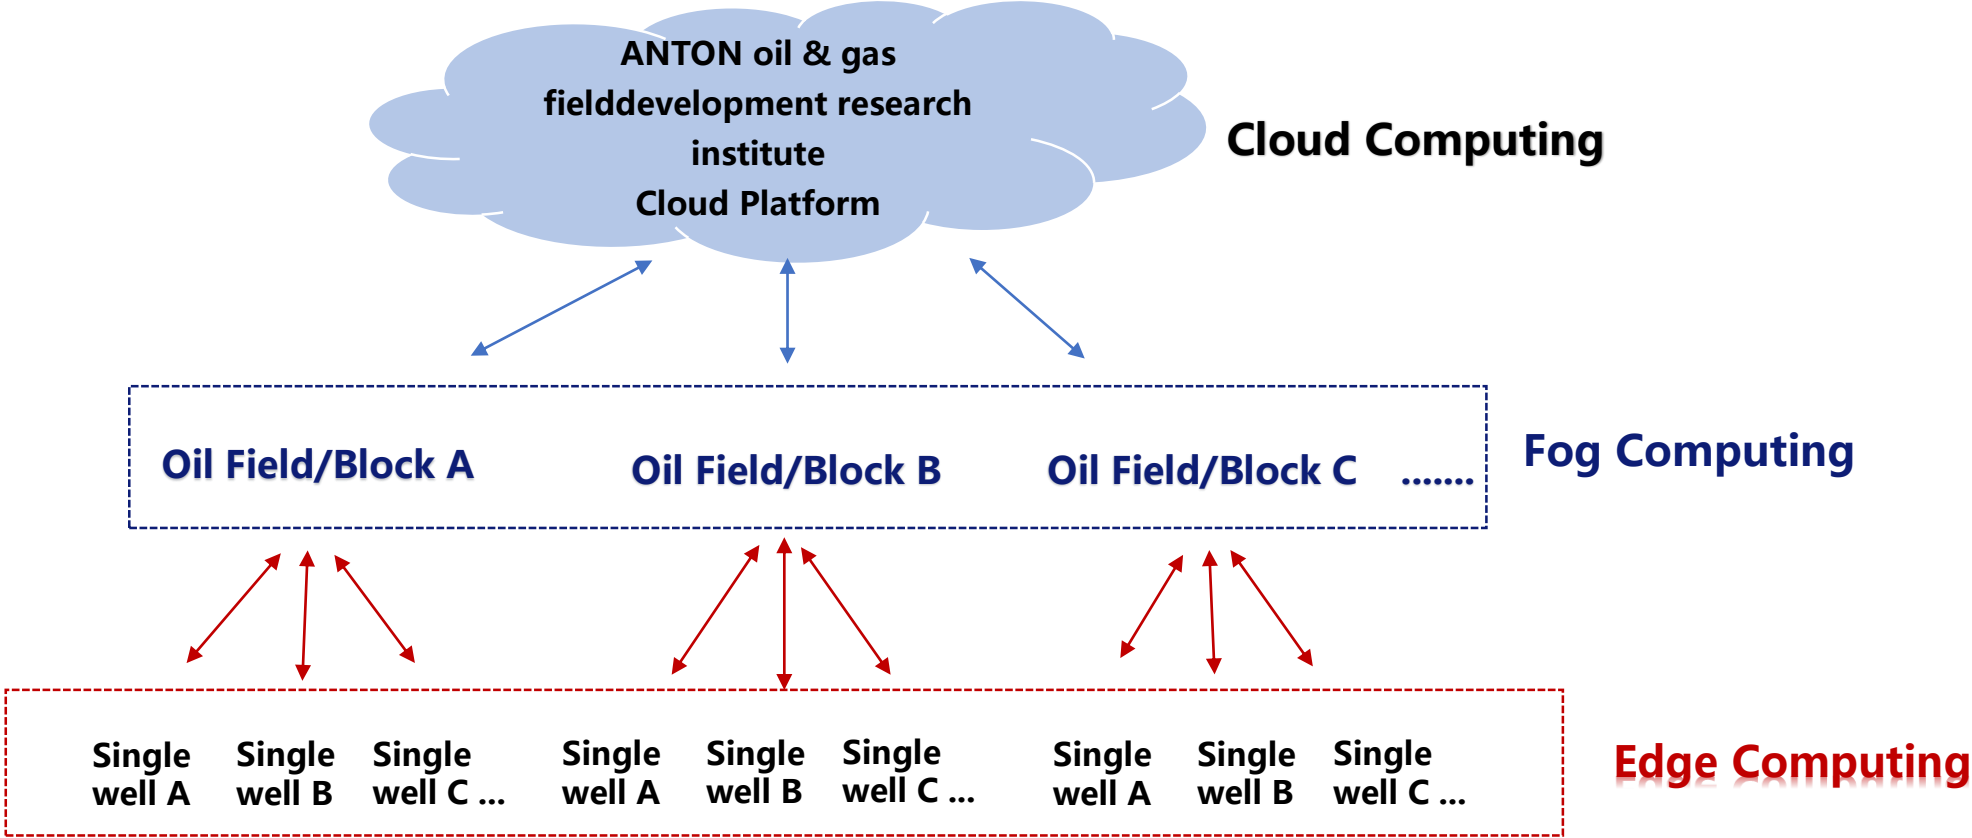 ANTON oil & gas
fielddevelopment research
institute
Cloud Platform
Cloud Computing
Oil Field/Block A
Oil Field/Block B
Oil Field/Block C
.......
Fog Computing
Single
well A
Single
well B
Single
well C ...
Single
well A
Single
well B
Single
well C ...
Single
well A
Single
well B
Single
well C ...
Edge Computing